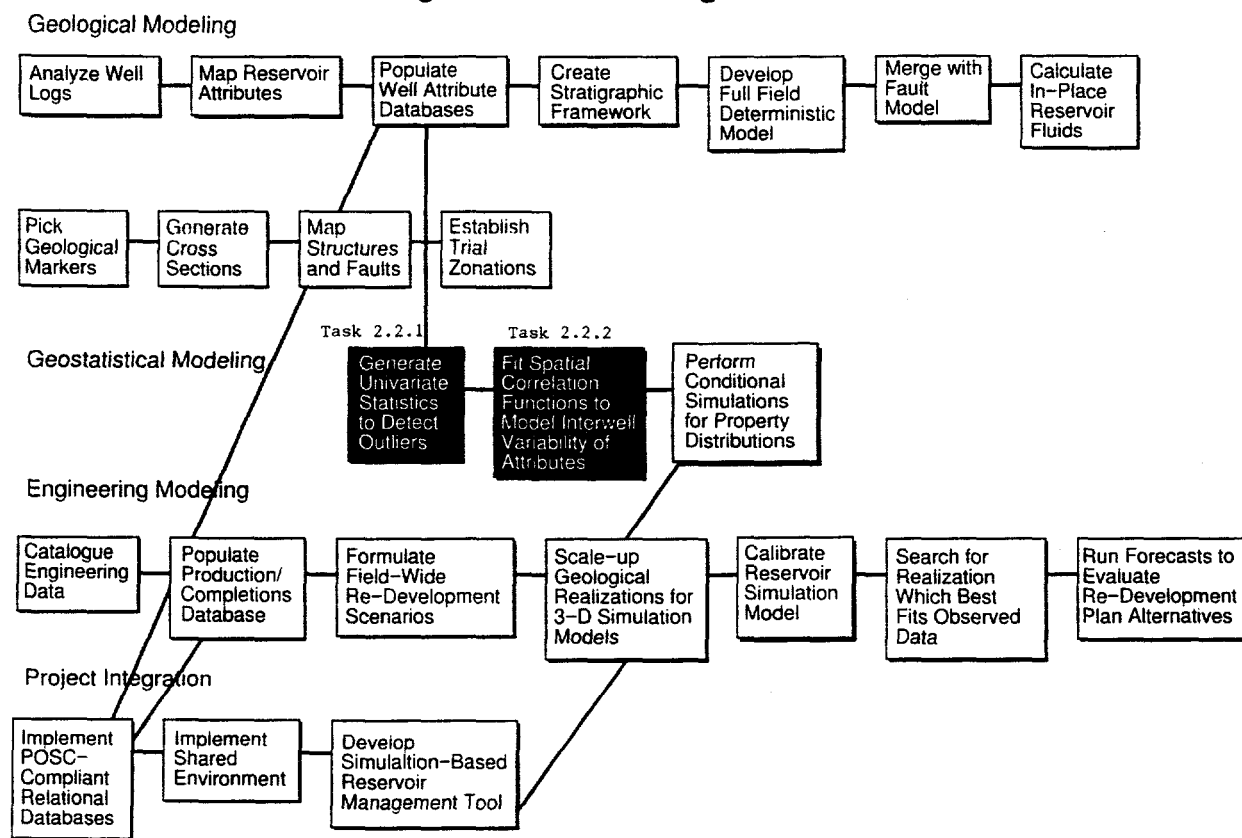 Geological Modeling
Analyze Well
Logs
Map Reservoir
Attributes
Populate
Well Attribute
Databases
Create
Stratigraphic
Framework
Develop
Full Field
Deterministic
Model
Merge with
Fault
Model
Calculate
In-Place
Reservoir
Fluids
Pick
Geological
Markers
Generate
Cross
Sections
Map
Structures
and Faults
Establish
Trial
Zonations
Task 2.2.1
Task 2.2.2
Geostatistical Modeling
Generate
Univariate
Statistics
to Detect
Outliers
Fit Spatial
Correlation
Functions to
Model Interwell
Variability of
Attributes
Perform
Conditional
Simulations
for Property
Distributions
Engineering Modeling
Catalogue
Engineering
Data
Populate
Production/
Completions
Database
Formulate
Field-Wide
Re-Development
Scenarios
Scale-up
Geological
Realizations for
3-D Simulation
Models
Calibrate
Reservoir
Simulation
Model
Search for
Realization
Which Best
Fits Observed
Data
Run Forecasts to
Evaluate
Re-Development
Plan Alternatives
Project Integration
Implement
POSC-
Compliant
Relational
Databases
Implement
Shared
Environment
Develop
Simulaltion-Based
Reservoir
Management Tool